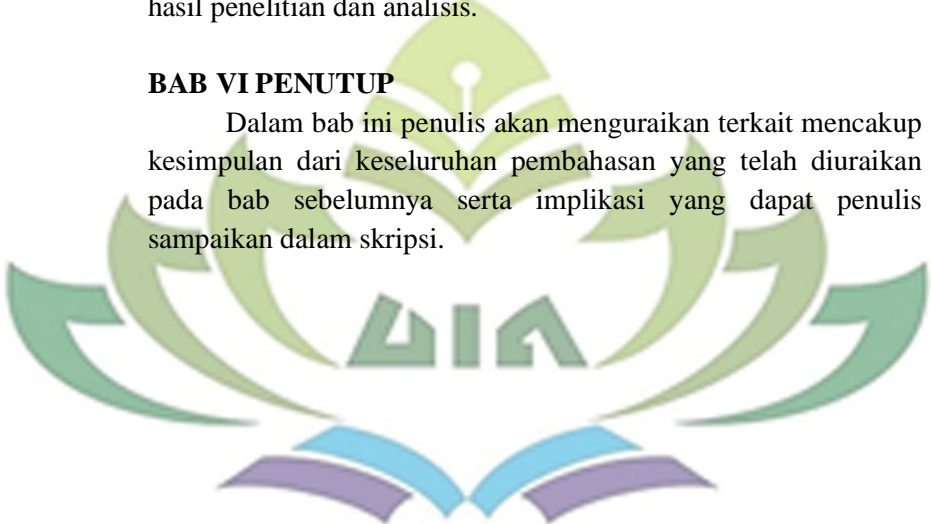 hasil penelitian dan analisis.
BAB VI PENUTUP
Dalam bab ini penulis akan menguraikan terkait mencakup
kesimpulan dari keseluruhan pembahasan yang telah diuraikan
pada bab sebelumnya serta implikasi yang dapat penulis
sampaikan dalam skripsi.
UIN